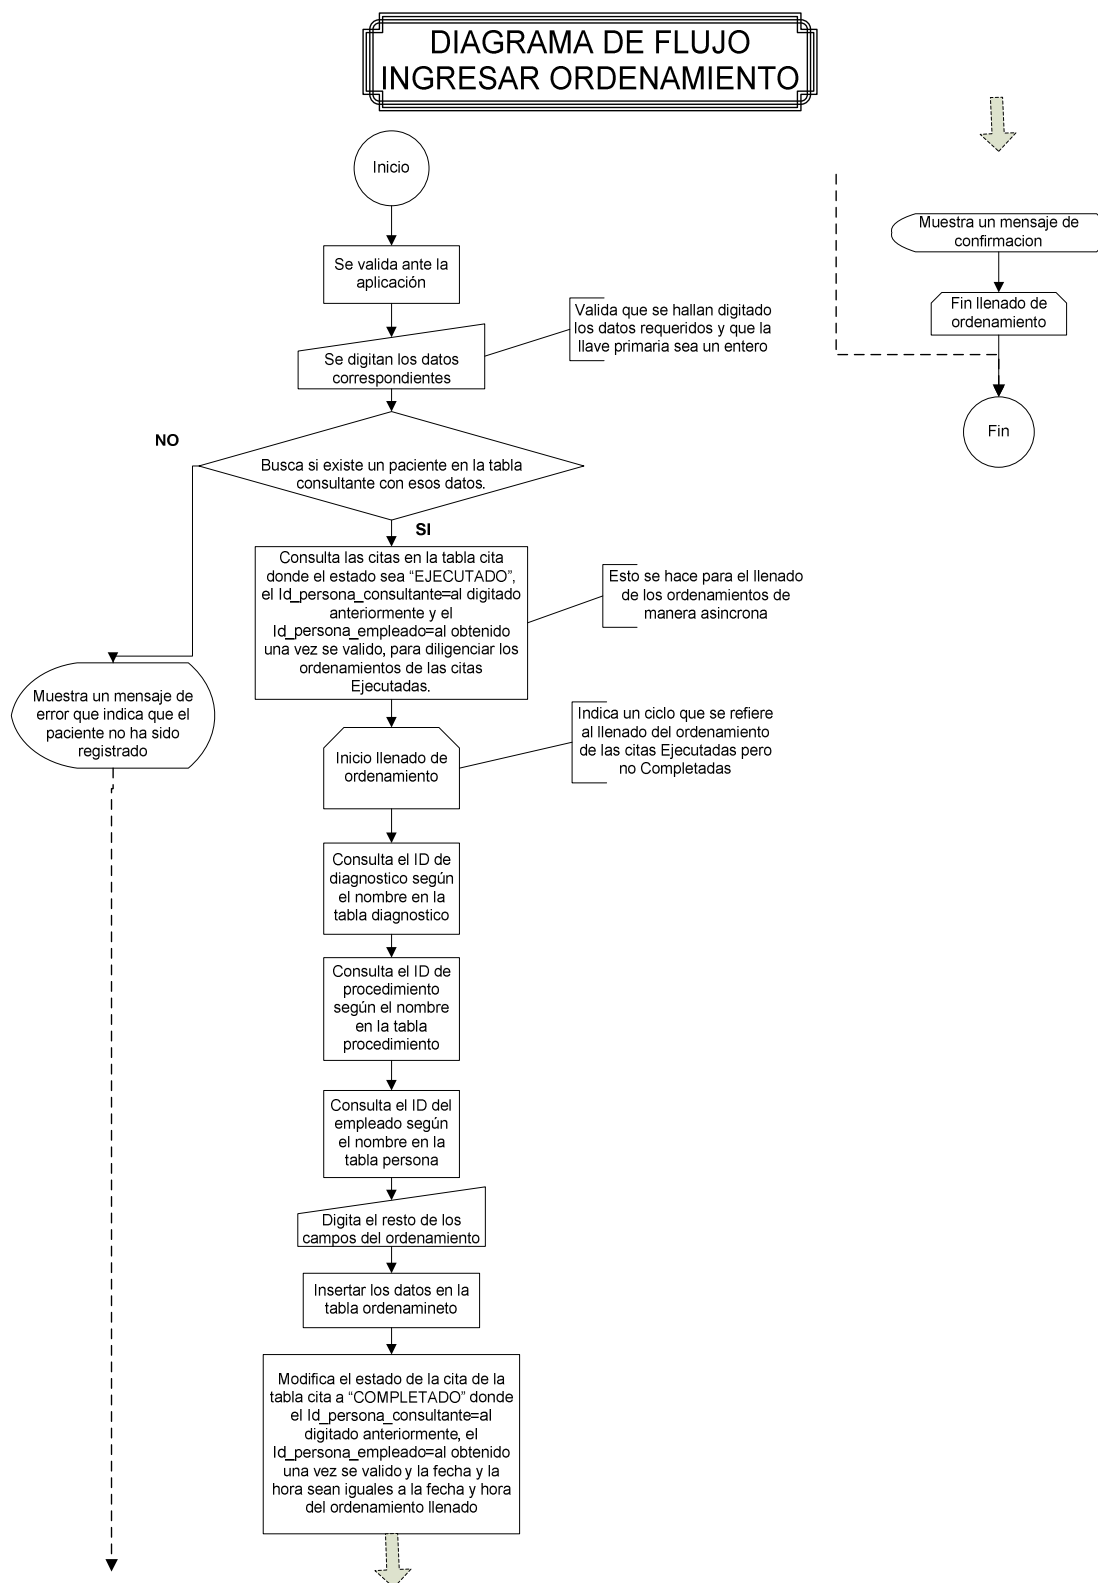 DIAGRAMA DE FLUJO
INGRESAR ORDENAMIENTO
Inicio
Se valida ante la
aplicación
Se digitan los datos
correspondientes
Valida que se hallan digitado
los datos requeridos y que la
llave primaria sea un entero
NO
Busca si existe un paciente en la tabla
consultante con esos datos.
SI
Consulta las citas en la tabla cita
donde el estado sea “EJECUTADO”,
el Id_persona_consultante=al digitado
anteriormente y el
Id_persona_empleado=al obtenido
una vez se valido, para diligenciar los
ordenamientos de las citas
Ejecutadas.
Esto se hace para el llenado
de los ordenamientos de
manera asincrona
Muestra un mensaje de
error que indica que el
paciente no ha sido
registrado
Inicio llenado de
ordenamiento
Indica un ciclo que se refiere
al llenado del ordenamiento
de las citas Ejecutadas pero
no Completadas
Consulta el ID de
diagnostico según
el nombre en la
tabla diagnostico
Consulta el ID de
procedimiento
según el nombre
en la tabla
procedimiento
Consulta el ID del
empleado según
el nombre en la
tabla persona
Digita el resto de los
campos del ordenamiento
Insertar los datos en la
tabla ordenamineto
Modifica el estado de la cita de la
tabla cita a “COMPLETADO” donde
el Id_persona_consultante=al
digitado anteriormente, el
Id_persona_empleado=al obtenido
una vez se valido y la fecha y la
hora sean iguales a la fecha y hora
del ordenamiento llenado
Muestra un mensaje de
confirmacion
Fin llenado de
ordenamiento
Fin